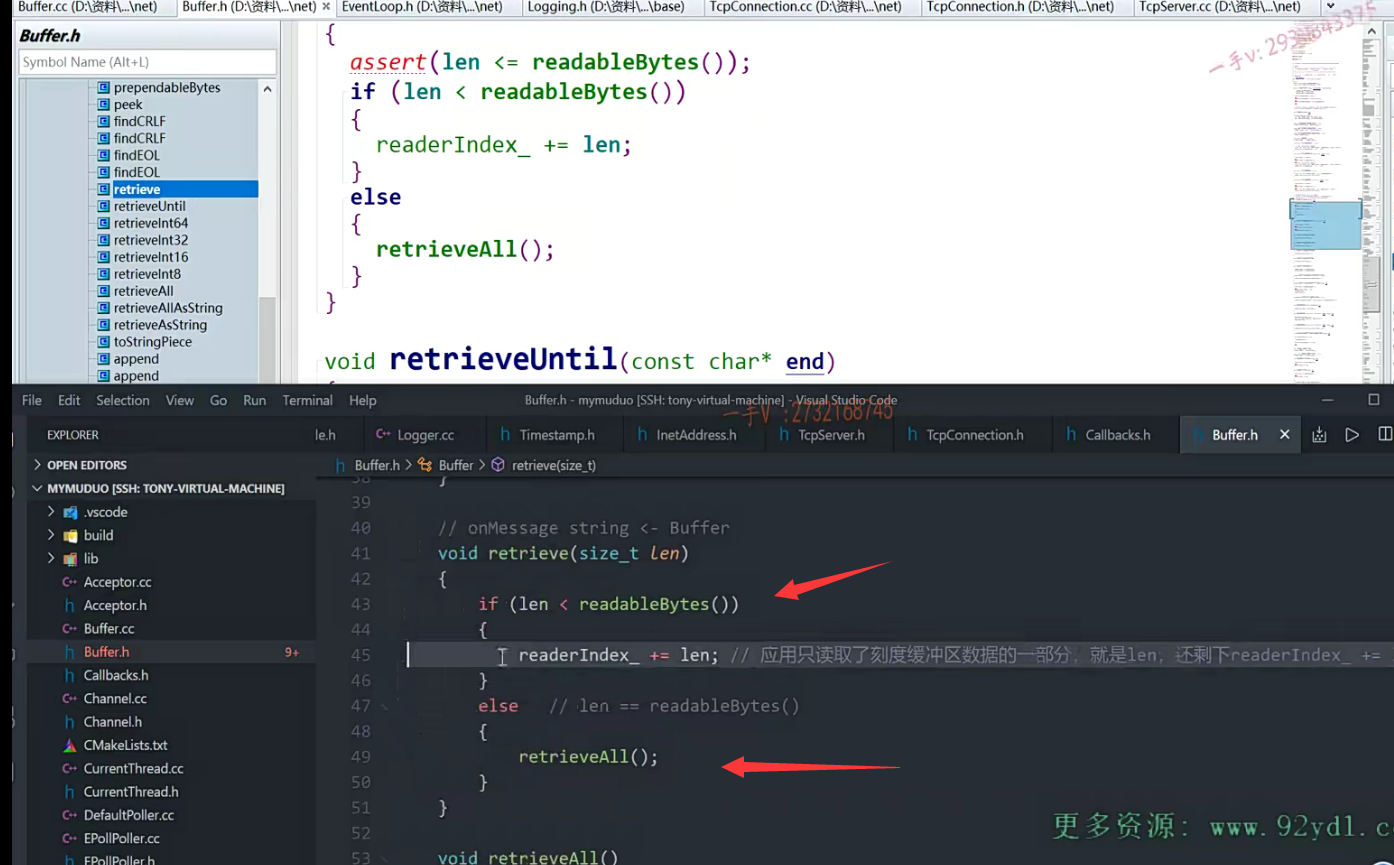 Buffer.cc (D:\资料\...\net) Buffer.h (D:\资料\...\net) × EventLoop.h (D:\资料\...\net) Logging.h (D:\资料\...\base) TcpConnection.cc (D:\资料\...\net) TcpConnection.h (D:\资料\...\net) TcpServer.cc (D:\资料\...\net)
Buffer.h
Symbol Name (Alt+L)
prependableBytes
peek
findCRLF
findCRLF
findEOL
findEOL
retrieve
retrieveUntil
retrieveInt64
retrieveInt32
retrieveInt16
retrieveInt8
retrieveAll
retrieveAllAsString
retrieveAsString
toStringPiece
append
append
{
assert(len <= readableBytes());
if (len < readableBytes())
{
readerIndex_ += len;
}
else
{
retrieveAll();
}
}
void retrieveUntil(const char* end)
一手V:
File Edit Selection View Go Run Terminal Help
Buffer.h - mymuduo [SSH: tony-virtual-machine] - Visual Studio Code
一手V :2732168745
EXPLORER
le.h Logger.cc Timestamp.h InetAddress.h TcpServer.h TcpConnection.h Callbacks.h Buffer.h ×
OPEN EDITORS
MYMUDUO [SSH: TONY-VIRTUAL-MACHINE]
.vscode
build
lib
Acceptor.cc
Acceptor.h
Buffer.cc
Buffer.h 9+
Callbacks.h
Channel.cc
Channel.h
CMakeLists.txt
CurrentThread.cc
CurrentThread.h
DefaultPoller.cc
EPollPoller.cc
EPollPoller.h
Buffer.h > Buffer > retrieve(size_t)
38 }
39
40 // onMessage string <- Buffer
41 void retrieve(size_t len)
42 {
43 if (len < readableBytes())
44 {
45 readerIndex_ += len; // 应用只读取了刻度缓冲区数据的一部分，就是len，还剩下readerIndex_ +=
46 }
47 else // len == readableBytes()
48 {
49 retrieveAll();
50 }
51 }
52
53 void retrieveAll()
更多资源: www.92ydl.c